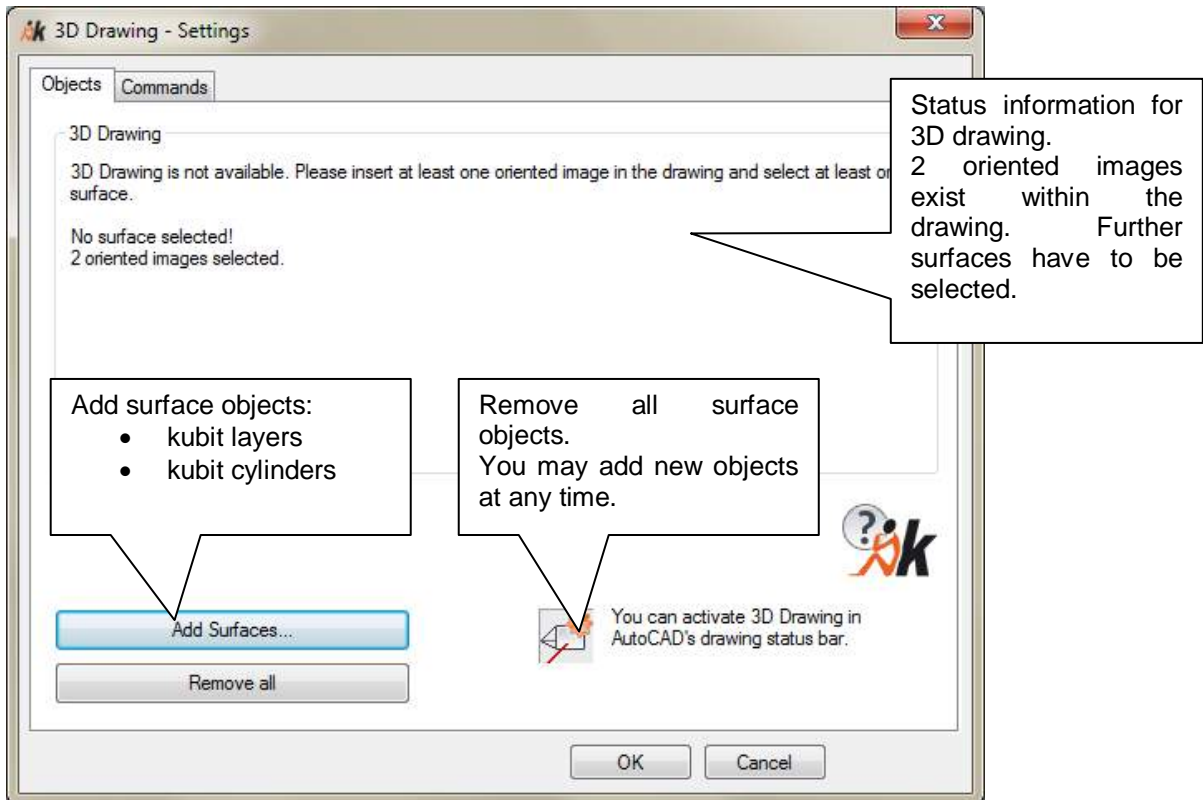 3D Drawing - Settings
Objects
Commands
3D Drawing
3D Drawing is not available. Please insert at least one oriented image in the drawing and select at least
surface.
No surface selected!
2 oriented images selected.
Status information for
3D drawing.
2 oriented images
exist within the
drawing. Further
surfaces have to be
selected.
Add surface objects:
• kubit layers
• kubit cylinders
Remove all surface
objects.
You may add new objects
at any time.
?k
Add Surfaces...
You can activate 3D Drawing in
AutoCAD's drawing status bar.
Remove all
OK
Cancel